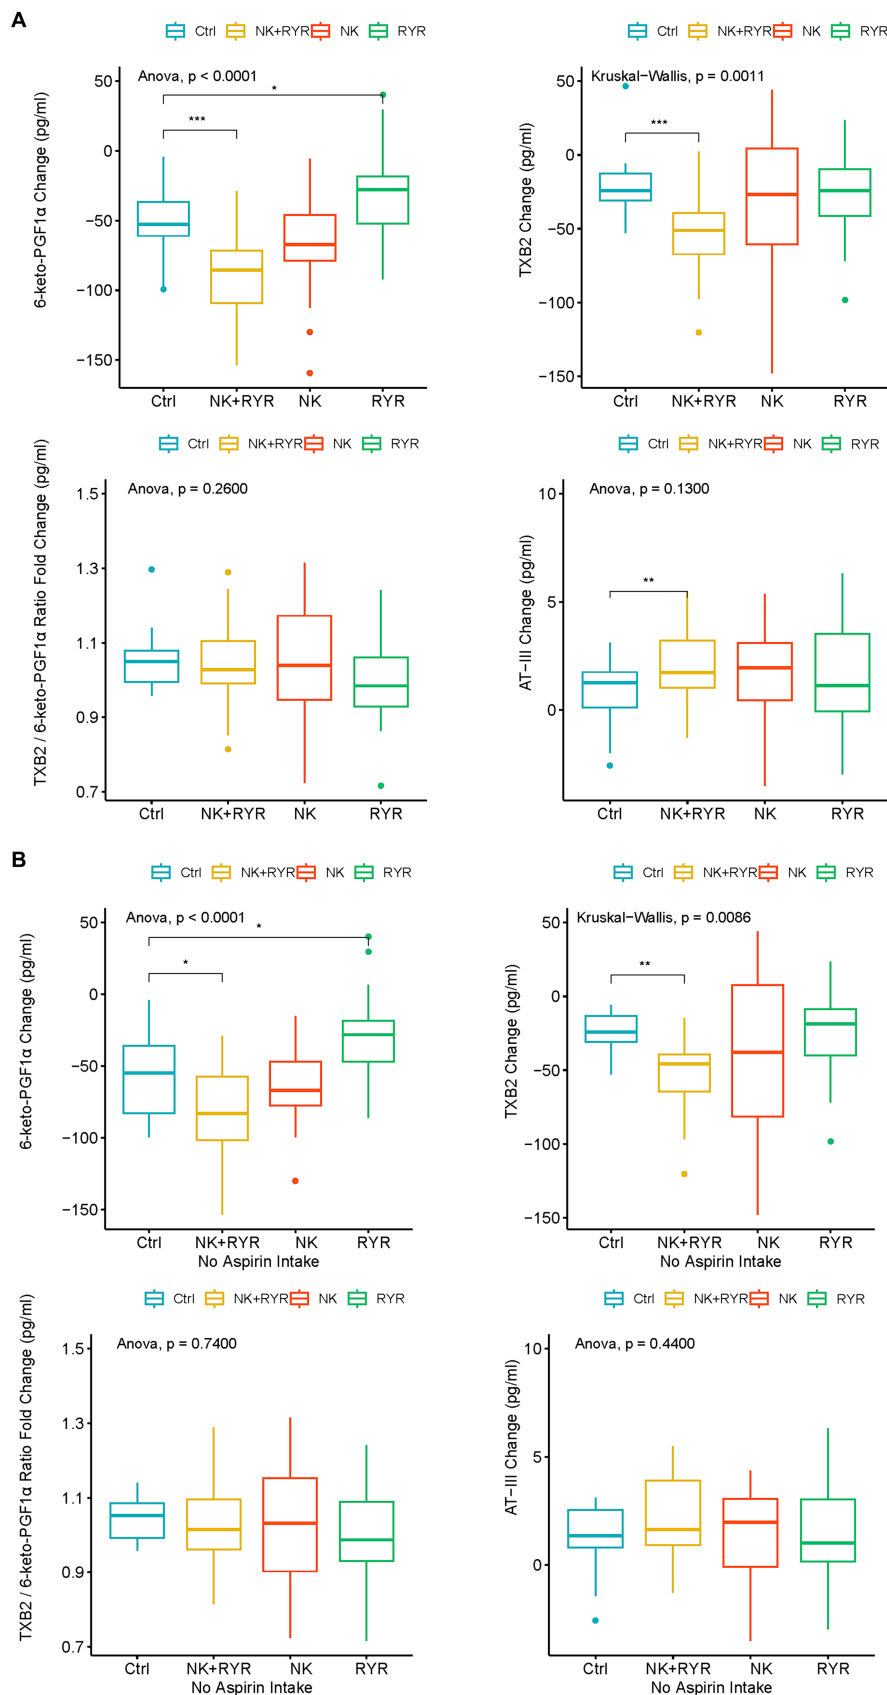 A
Ctrl NK+RYR NK RYR
Anova, p < 0.0001
*
***
6-keto-PGF1α Change (pg/ml)
50
0
−50
−100
−150
Ctrl NK+RYR NK RYR
Ctrl NK+RYR NK RYR
Kruskal−Wallis, p = 0.0011
***
TXB2 Change (pg/ml)
50
0
−50
−100
−150
Ctrl NK+RYR NK RYR
Ctrl NK+RYR NK RYR
Anova, p = 0.2600
TXB2 / 6-keto-PGF1α Ratio Fold Change (pg/ml)
1.5
1.3
1.1
0.9
0.7
Ctrl NK+RYR NK RYR
Ctrl NK+RYR NK RYR
Anova, p = 0.1300
**
AT−III Change (pg/ml)
10
5
0
Ctrl NK+RYR NK RYR
B
Ctrl NK+RYR NK RYR
Anova, p < 0.0001
*
*
6-keto-PGF1α Change (pg/ml)
50
0
−50
−100
−150
Ctrl NK+RYR NK RYR
No Aspirin Intake
Ctrl NK+RYR NK RYR
Kruskal−Wallis, p = 0.0086
**
TXB2 Change (pg/ml)
50
0
−50
−100
−150
Ctrl NK+RYR NK RYR
No Aspirin Intake
Ctrl NK+RYR NK RYR
Anova, p = 0.7400
TXB2 / 6-keto-PGF1α Ratio Fold Change (pg/ml)
1.5
1.3
1.1
0.9
0.7
Ctrl NK+RYR NK RYR
No Aspirin Intake
Ctrl NK+RYR NK RYR
Anova, p = 0.4400
AT−III Change (pg/ml)
10
5
0
Ctrl NK+RYR NK RYR
No Aspirin Intake